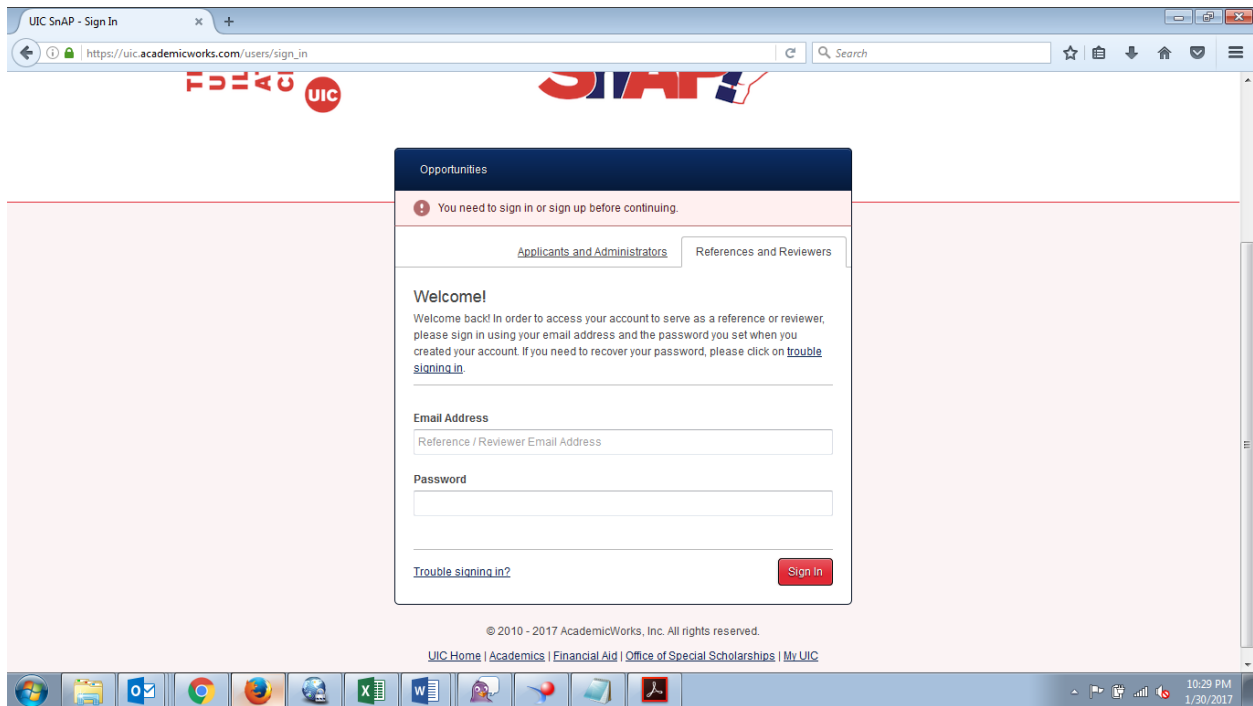 UIC SnAP - Sign In
https://uic.academicworks.com/users/sign_in
Search
UIC
SnAP!
Opportunities
You need to sign in or sign up before continuing.
Applicants and Administrators
References and Reviewers
Welcome!
Welcome back! In order to access your account to serve as a reference or reviewer,
please sign in using your email address and the password you set when you
created your account. If you need to recover your password, please click on trouble
signing in.
Email Address
Reference / Reviewer Email Address
Password
Trouble signing in?
Sign In
© 2010 - 2017 AcademicWorks, Inc. All rights reserved.
UIC Home | Academics | Financial Aid | Office of Special Scholarships | My UIC
10:29 PM
1/30/2017